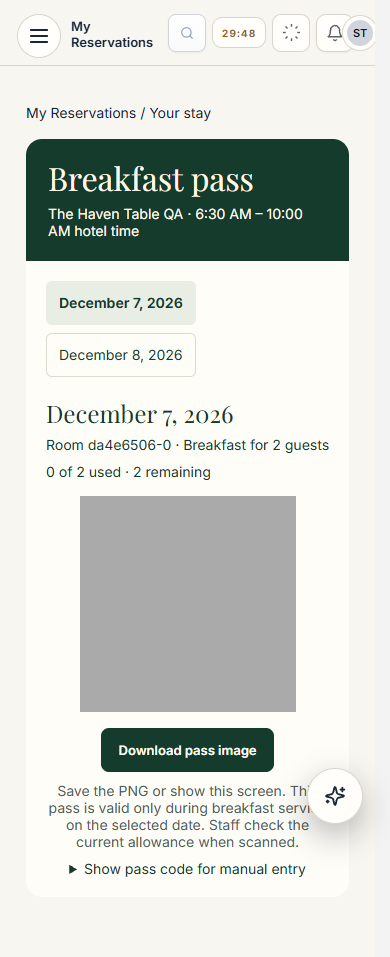 My
Reservations
29:48
ST
My Reservations / Your stay
Breakfast pass
The Haven Table QA · 6:30 AM – 10:00
AM hotel time
December 7, 2026
December 8, 2026
December 7, 2026
Room da4e6506-0 · Breakfast for 2 guests
0 of 2 used · 2 remaining
Download pass image
Save the PNG or show this screen.
pass is valid only during breakfast
on the selected date. Staff check the
current allowance when scanned.
Show pass code for manual entry